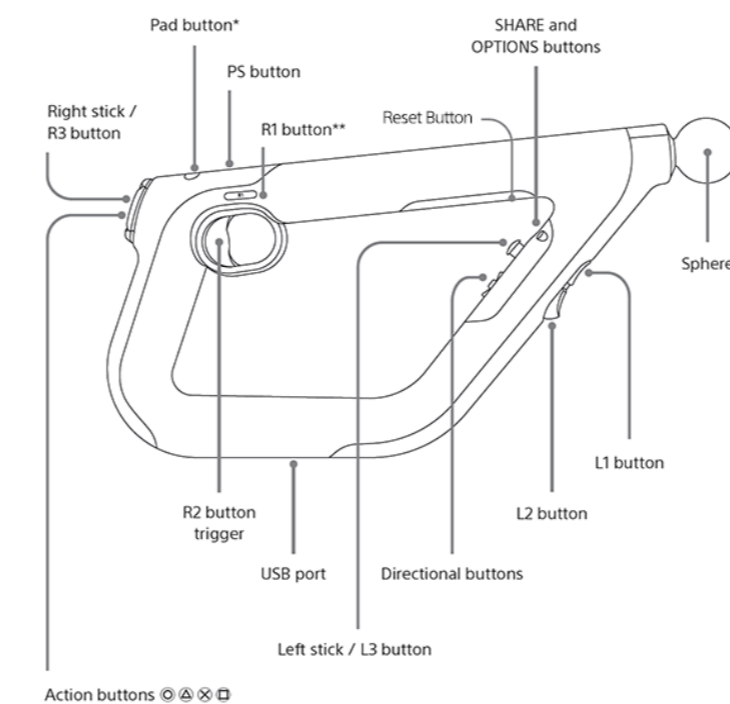 Pad button*
SHARE and
OPTIONS buttons
PS button
Right stick /
R3 button
R1 button**
Reset Button
Sphere
L1 button
R2 button
trigger
L2 button
USB port
Directional buttons
Left stick / L3 button
Action buttons